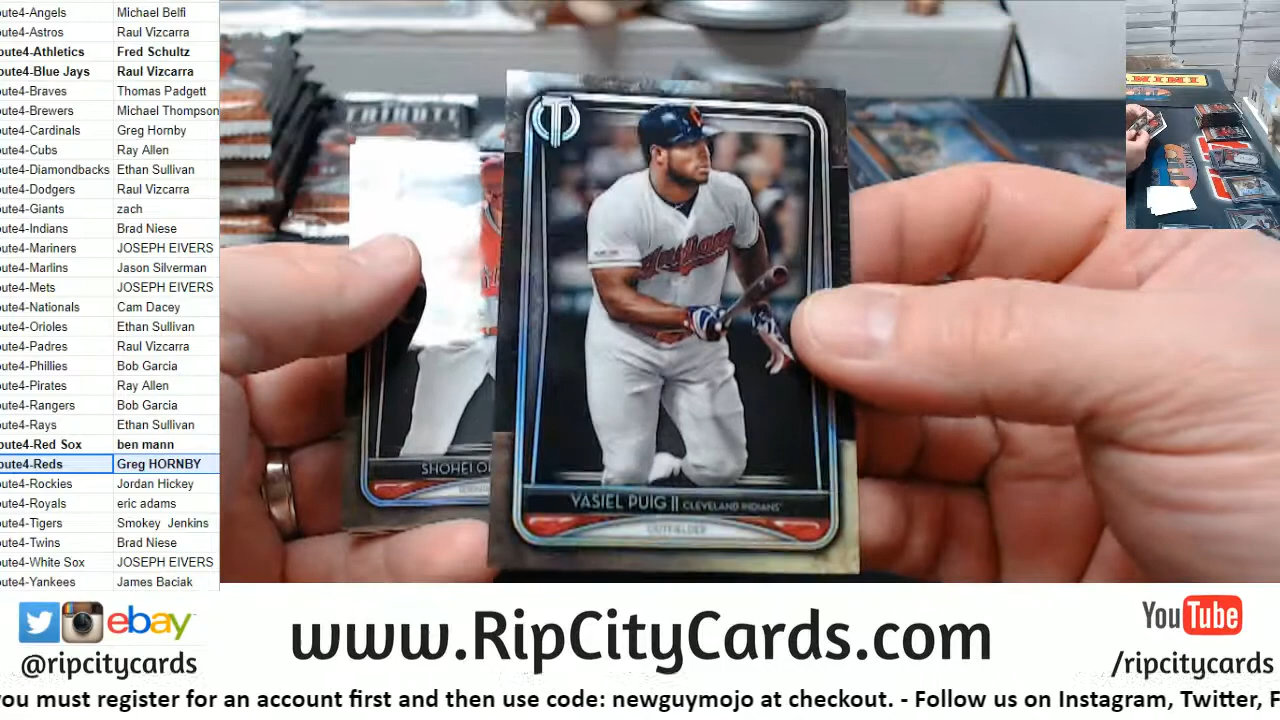 oute4-Angels Michael Belfi
oute4-Astros Raul Vizcarra
oute4-Athletics Fred Schultz
oute4-Blue Jays Raul Vizcarra
oute4-Braves Thomas Padgett
oute4-Brewers Michael Thompson
oute4-Cardinals Greg Hornby
oute4-Cubs Ray Allen
oute4-Diamondbacks Ethan Sullivan
oute4-Dodgers Raul Vizcarra
oute4-Giants zach
oute4-Indians Brad Niese
oute4-Mariners JOSEPH EIVERS
oute4-Marlins Jason Silverman
oute4-Mets JOSEPH EIVERS
oute4-Nationals Cam Dacey
oute4-Orioles Ethan Sullivan
oute4-Padres Raul Vizcarra
oute4-Phillies Bob Garcia
oute4-Pirates Ray Allen
oute4-Rangers Bob Garcia
oute4-Rays Ethan Sullivan
oute4-Red Sox ben mann
oute4-Reds Greg HORNBY
oute4-Rockies Jordan Hickey
oute4-Royals eric adams
oute4-Tigers Smokey Jenkins
oute4-Twins Brad Niese
oute4-White Sox JOSEPH EIVERS
oute4-Yankees James Baciak
TRIBUTE
T
Indians
SHOHEI O
YASIEL PUIG || CLEVELAND INDIANS
OUTFIELDER
ebay
@ripcitycards
www.RipCityCards.com
YouTube
/ripcitycards
you must register for an account first and then use code: newguymojo at checkout. - Follow us on Instagram, Twitter, F